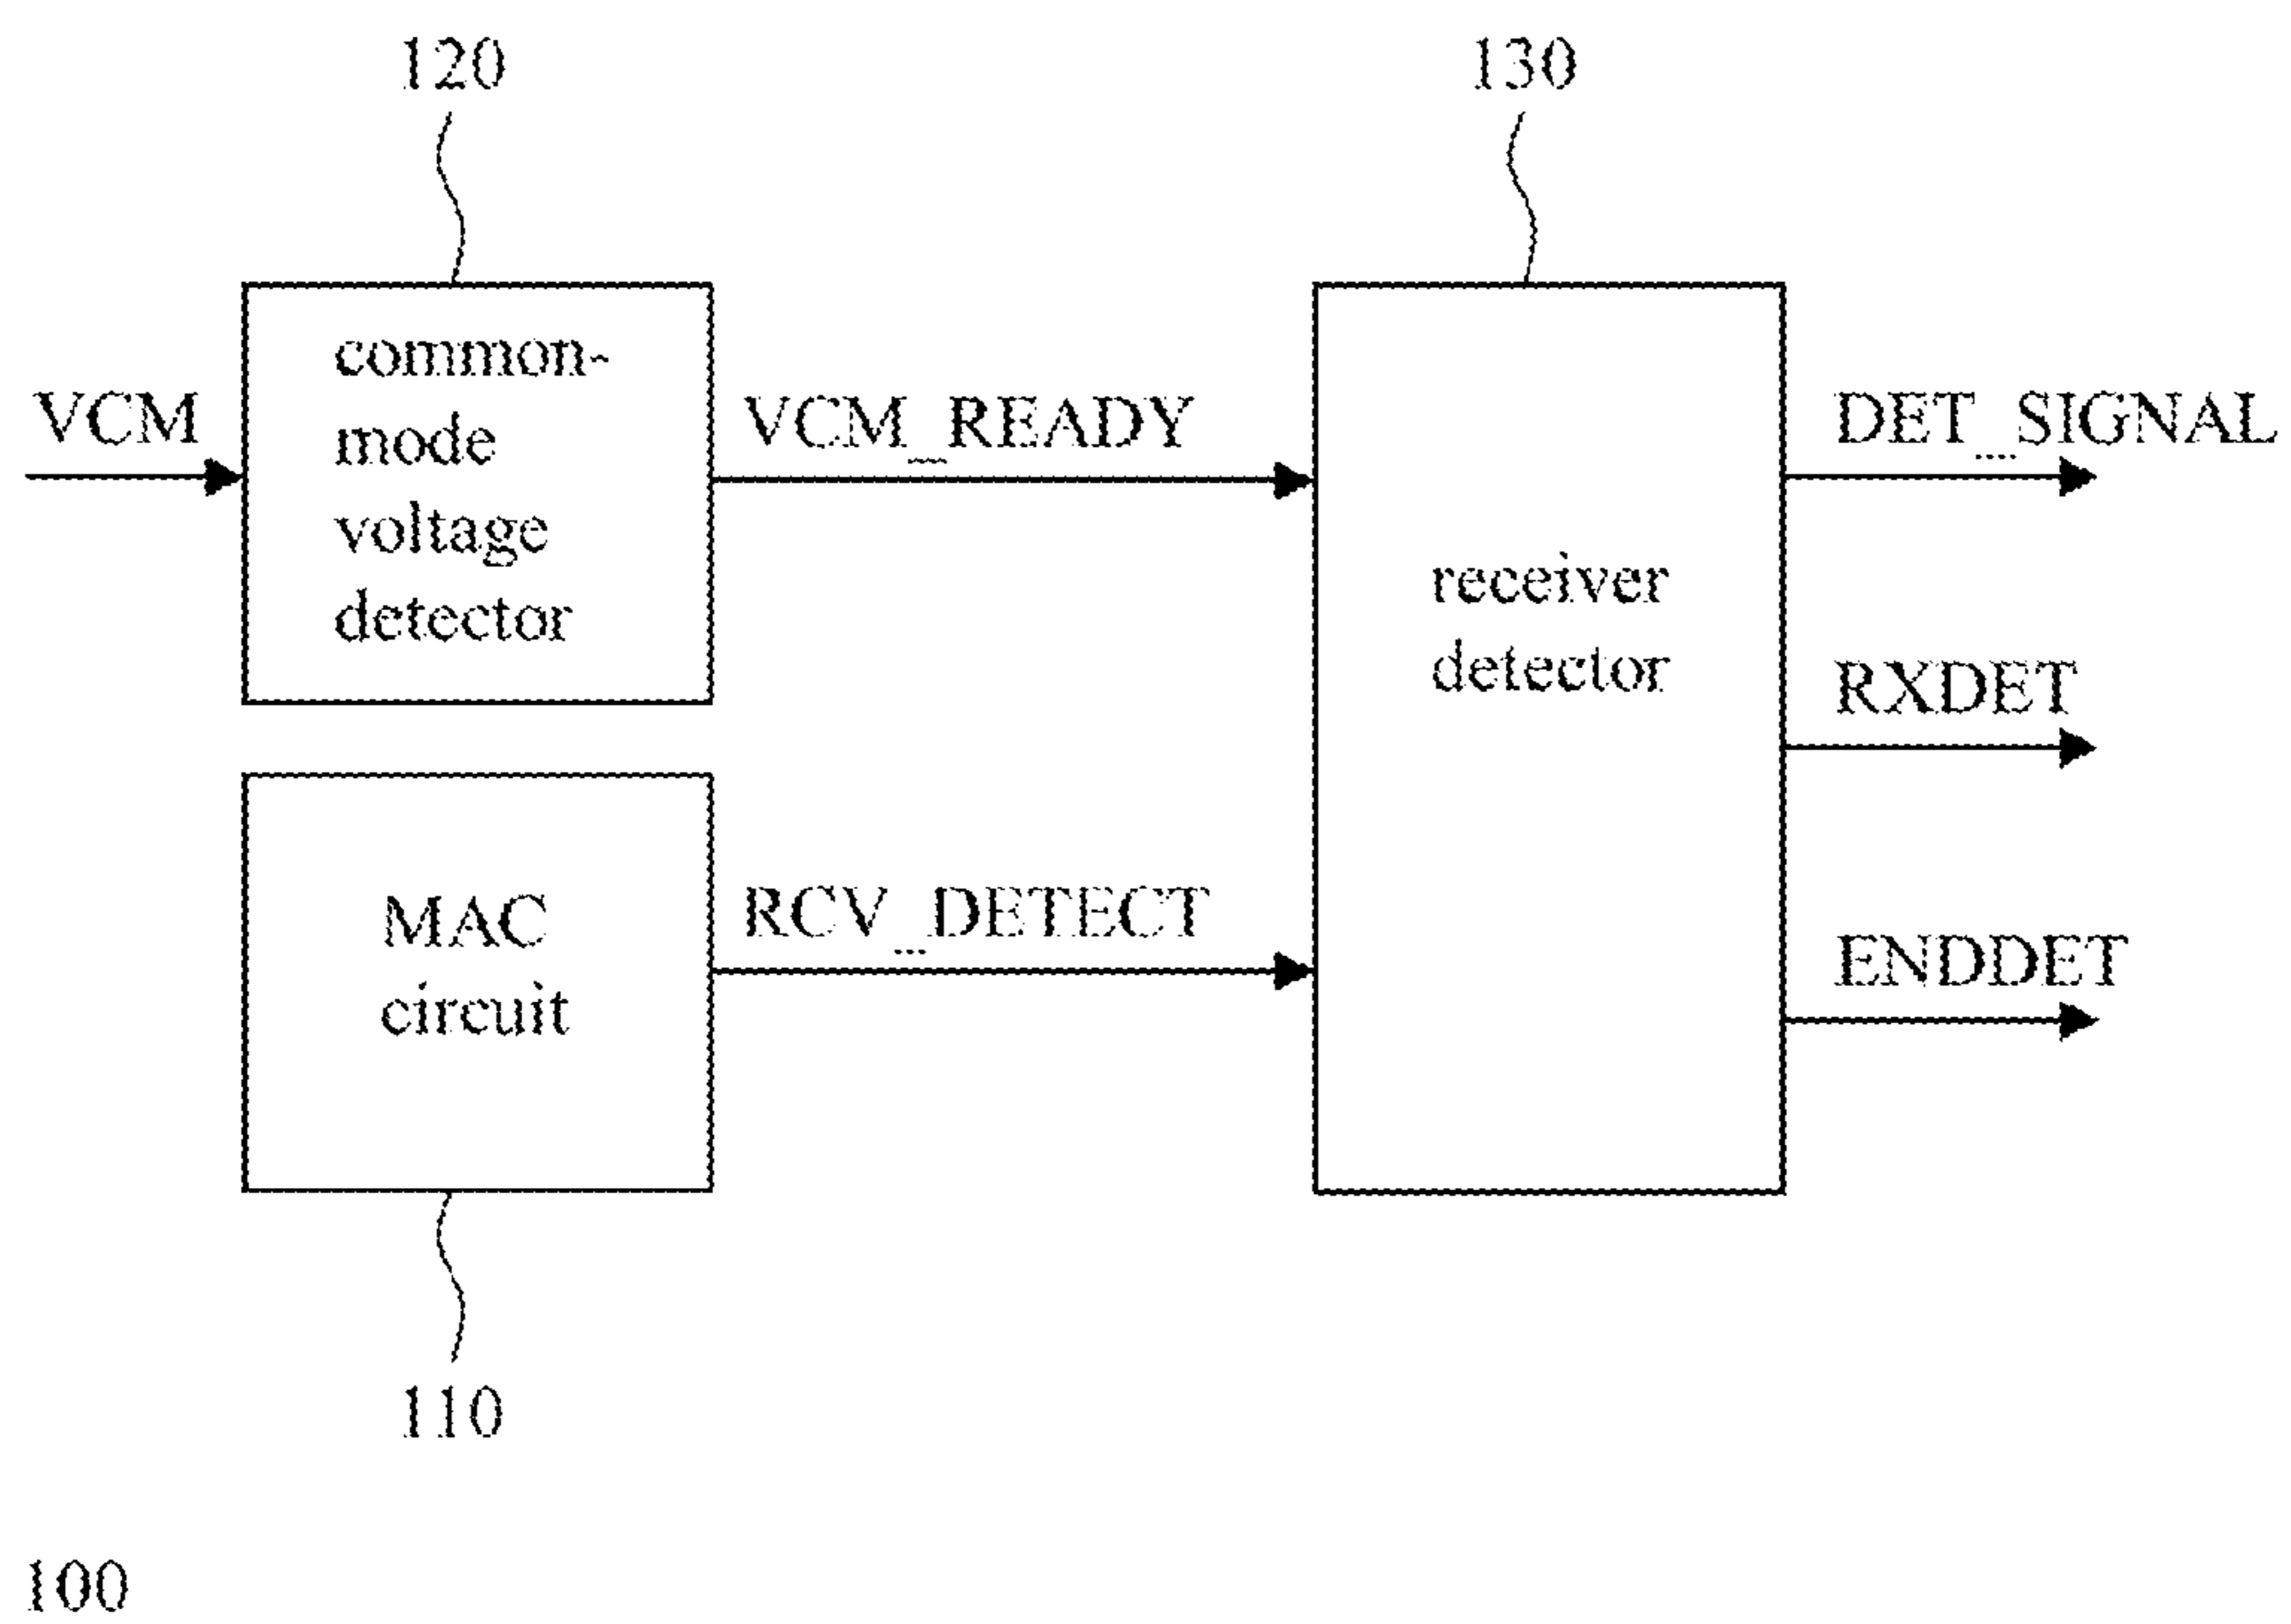 120
130
common-
mode
voltage
detector
VCM
VCM_READY
receiver
detector
DET_SIGNAL
RXDET
MAC
circuit
RCV_DETECT
ENDDET
110
100